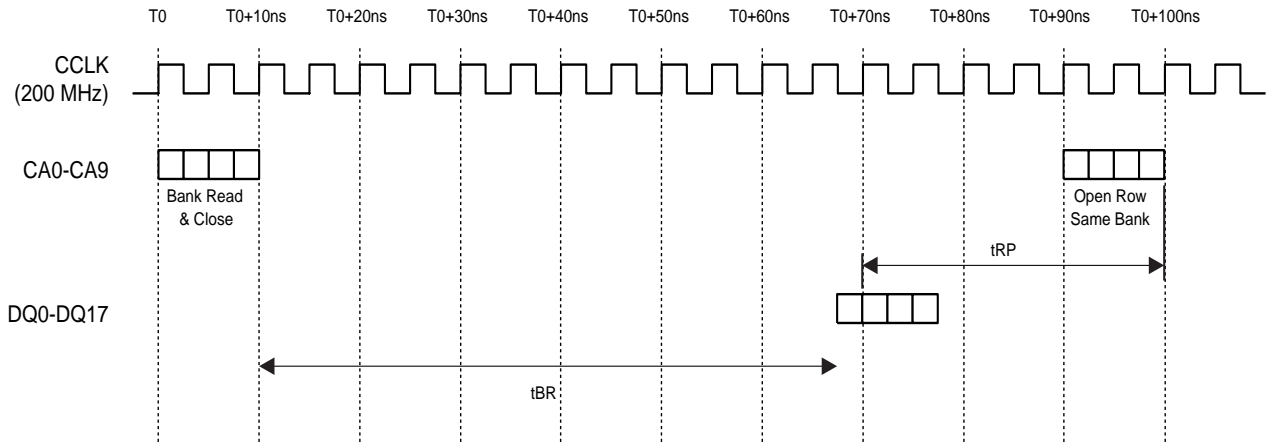 T0 T0+10ns T0+20ns T0+30ns T0+40ns T0+50ns T0+60ns T0+70ns T0+80ns T0+90ns T0+100ns
CCLK
(200 MHz)
CA0-CA9
Bank Read
& Close
Open Row
Same Bank
tRP
DQ0-DQ17
tBR